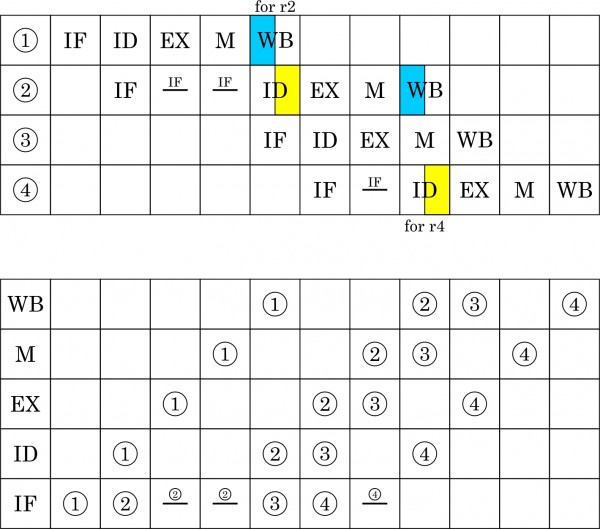 for r2
① IF ID EX M WB
② IF IF IF ID EX M WB
③ IF ID EX M WB
④ IF IF ID EX M WB
for r4
WB ① ② ③ ④
M ① ② ③ ④
EX ① ② ③ ④
ID ① ② ③ ④
IF ① ② ② ② ③ ④ ④